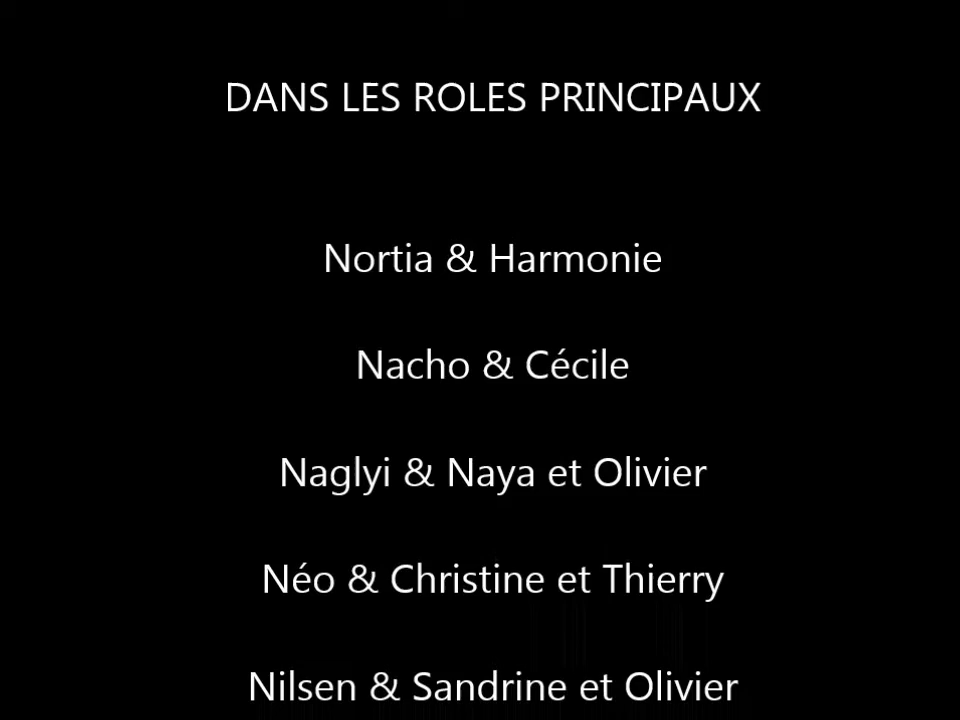 DANS LES ROLES PRINCIPAUX
Nortia & Harmonie
Nacho & Cécile
Naglyi & Naya et Olivier
Néo & Christine et Thierry
Nilsen & Sandrine et Olivier